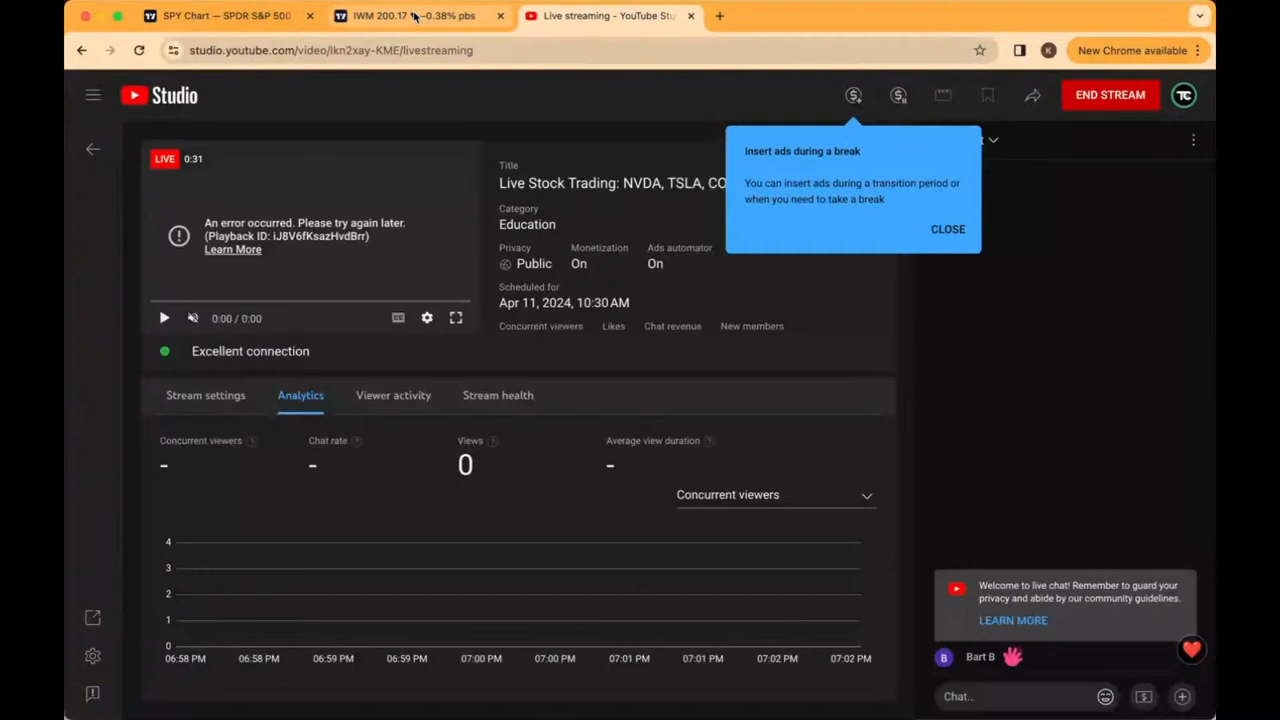 SPY Chart — SPDR S&P 500
IWM 200.17 −0.38% pbs
Live streaming - YouTube Stu
studio.youtube.com/video/lkn2xay-KME/livestreaming
K
New Chrome available
Studio
END STREAM
TC
LIVE 0:31
An error occurred. Please try again later.
(Playback ID: iJ8V6fKsazHvdBrr)
Learn More
0:00 / 0:00
Excellent connection
Title
Live Stock Trading: NVDA, TSLA, CO
Category
Education
Privacy Monetization Ads automator
Public On On
Scheduled for
Apr 11, 2024, 10:30 AM
Concurrent viewers Likes Chat revenue New members
Insert ads during a break
You can insert ads during a transition period or
when you need to take a break
CLOSE
Stream settings Analytics Viewer activity Stream health
Concurrent viewers Chat rate Views Average view duration
- - 0 -
Concurrent viewers
4
3
2
1
0
06:58 PM 06:58 PM 06:59 PM 06:59 PM 07:00 PM 07:00 PM 07:01 PM 07:01 PM 07:02 PM 07:02 PM
Welcome to live chat! Remember to guard your
privacy and abide by our community guidelines.
LEARN MORE
B Bart B
Chat...